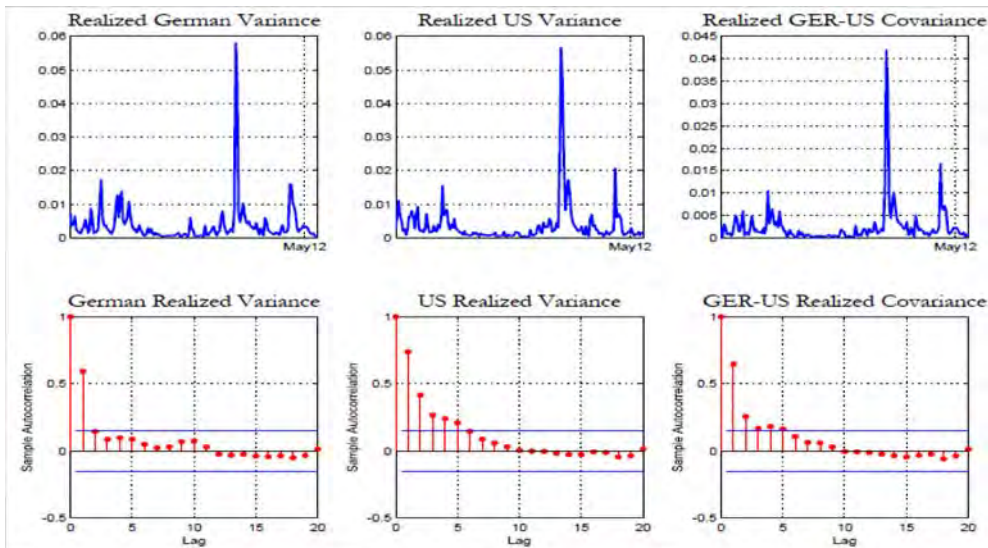 Realized German Variance
0.06
0.05
0.04
0.03
0.02
0.01
0
May12
Realized US Variance
0.06
0.05
0.04
0.03
0.02
0.01
0
May12
Realized GER-US Covariance
0.045
0.04
0.035
0.03
0.025
0.02
0.015
0.01
0.005
0
May12
German Realized Variance
Sample Autocorrelation
1
0.5
0
-0.5
0 5 10 15 20
Lag
US Realized Variance
Sample Autocorrelation
1
0.5
0
-0.5
0 5 10 15 20
Lag
GER-US Realized Covariance
Sample Autocorrelation
1
0.5
0
-0.5
0 5 10 15 20
Lag